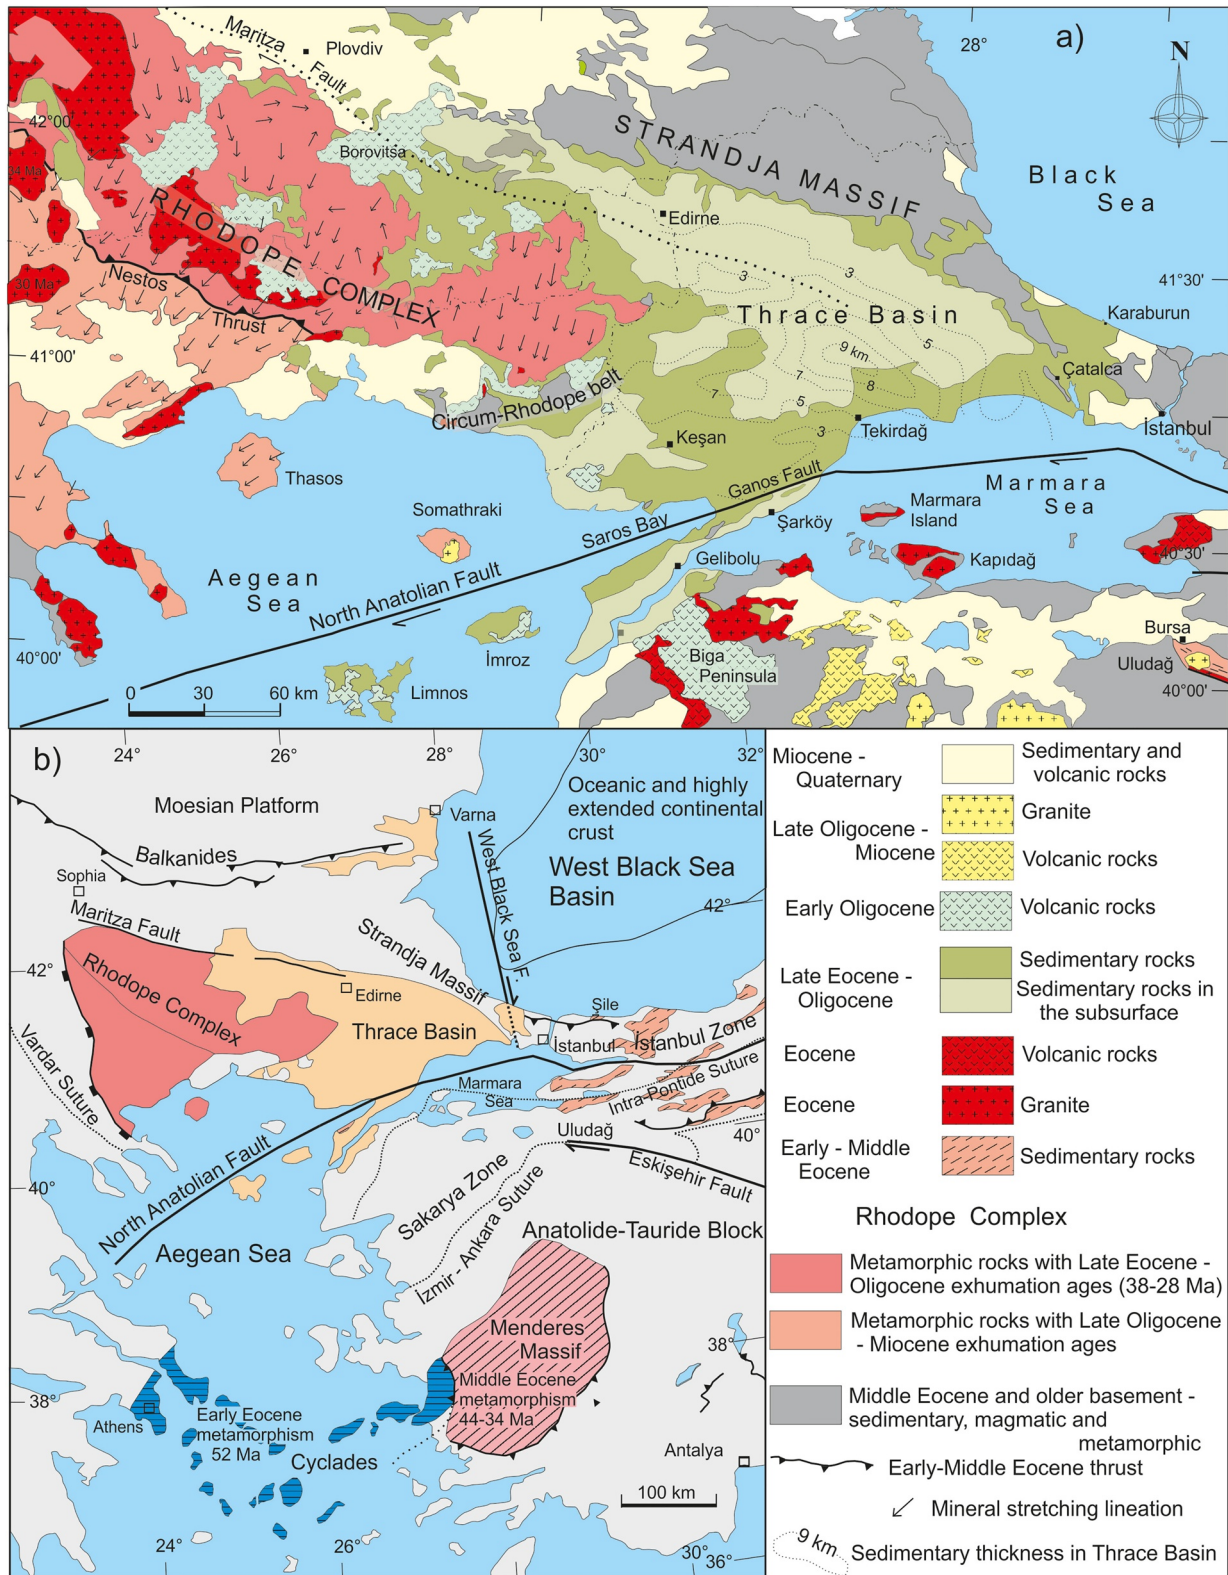 a)
28°
N
Maritza
Fault
Plovdiv
42°00'
Borovitsa
STRANDJA MASSIF
Black
Sea
34 Ma
RHODOPE COMPLEX
Edirne
30 Ma
Nestos
Thrust
3
3
Thrace Basin
5
9 km
41°30'
Karaburun
41°00'
7
8
Çatalca
Circum-Rhodope belt
7
5
3
Keşan
Tekirdağ
İstanbul
Thasos
Ganos Fault
Marmara
Sea
Somathraki
Saros Bay
Şarköy
Marmara
Island
40°30'
Aegean
Sea
Gelibolu
Kapıdağ
North Anatolian Fault
40°00'
İmroz
Biga
Peninsula
Bursa
Uludağ
Limnos
40°00'
0 30 60 km
b)
24° 26° 28° 30° 32°
Moesian Platform
Varna
Oceanic and highly
extended continental
crust
Balkanides
West Black Sea F.
West Black Sea
Basin
Sophia
42°
Maritza Fault
Strandja Massif
42°
Rhodope Complex
Edirne
Thrace Basin
Şile
İstanbul
İstanbul Zone
Vardar Suture
Marmara
Sea
Intra-Pontide Suture
Uludağ
40°
Eskişehir Fault
40°
North Anatolian Fault
Sakarya Zone
Aegean Sea
İzmir - Ankara Suture
Anatolide-Tauride Block
Menderes
Massif
38°
Middle Eocene
metamorphism
44-34 Ma
38°
Athens
Early Eocene
metamorphism
52 Ma
Cyclades
Antalya
100 km
24° 26° 30° 36°
Miocene -
Quaternary
Sedimentary and
volcanic rocks
Late Oligocene -
Miocene
Granite
Volcanic rocks
Early Oligocene
Volcanic rocks
Late Eocene -
Oligocene
Sedimentary rocks
Sedimentary rocks in
the subsurface
Eocene
Volcanic rocks
Eocene
Granite
Early - Middle
Eocene
Sedimentary rocks
Rhodope Complex
Metamorphic rocks with Late Eocene -
Oligocene exhumation ages (38-28 Ma)
Metamorphic rocks with Late Oligocene
- Miocene exhumation ages
Middle Eocene and older basement -
sedimentary, magmatic and
metamorphic
Early-Middle Eocene thrust
Mineral stretching lineation
9 km
Sedimentary thickness in Thrace Basin